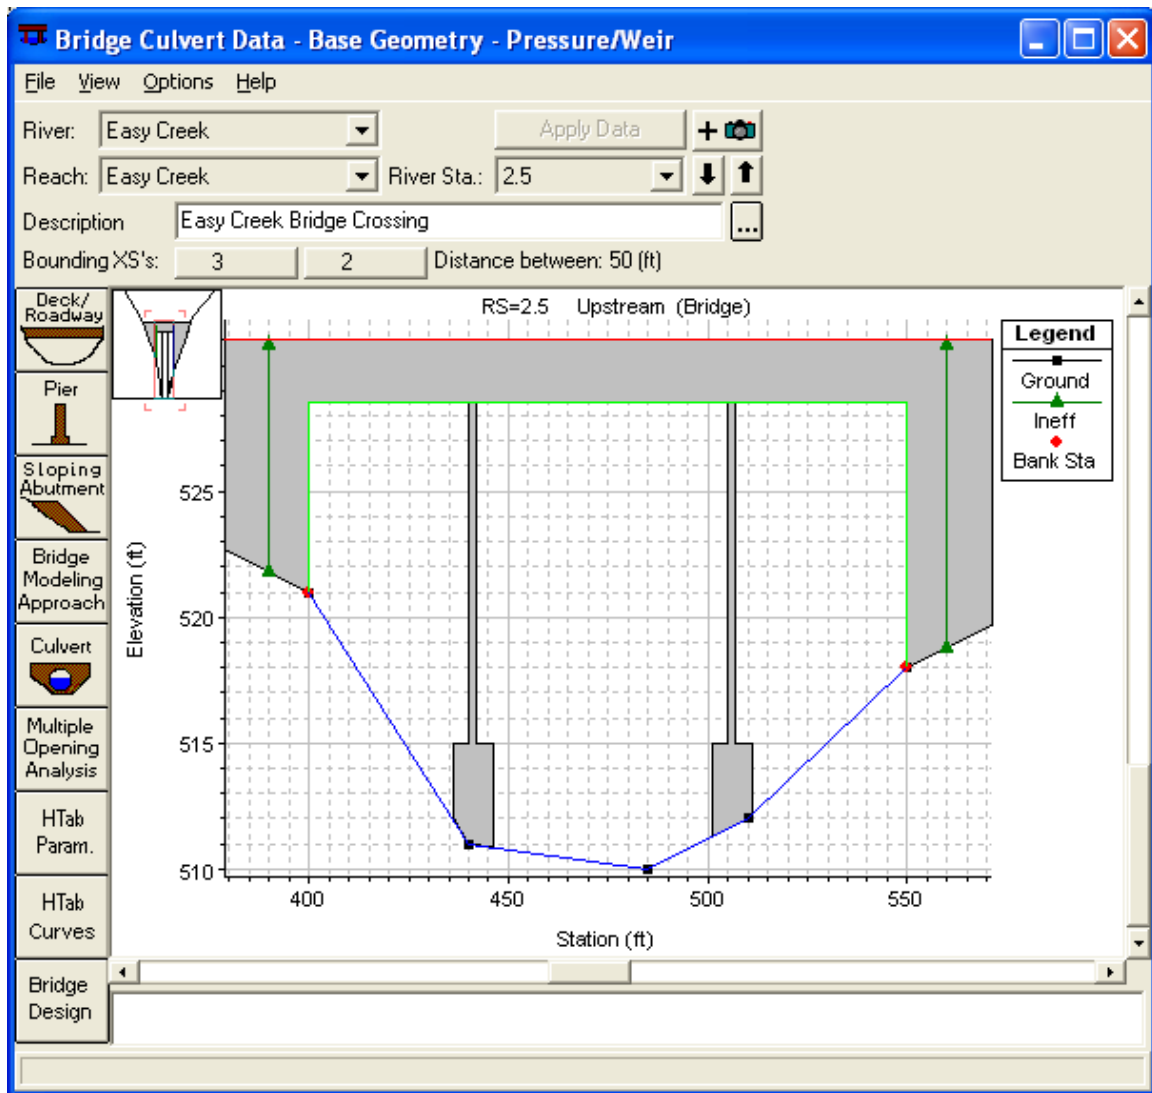 Bridge Culvert Data - Base Geometry - Pressure/Weir
File View Options Help
River: Easy Creek Apply Data +
Reach: Easy Creek River Sta.: 2.5
Description Easy Creek Bridge Crossing ...
Bounding XS's: 3 2 Distance between: 50 (ft)
Deck/
Roadway
Pier
Sloping
Abutment
Bridge
Modeling
Approach
Culvert
Multiple
Opening
Analysis
HTab
Param.
HTab
Curves
Bridge
Design
RS=2.5 Upstream (Bridge)
Elevation (ft)
525
520
515
510
400 450 500 550
Station (ft)
Legend
Ground
Ineff
Bank Sta